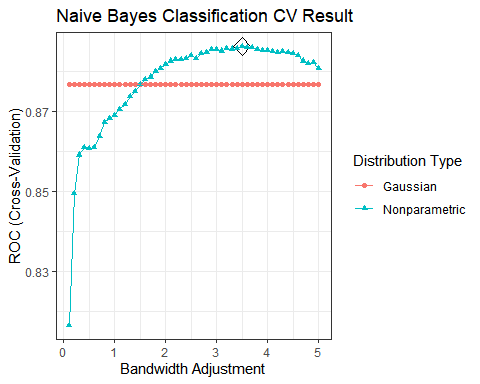 Naive Bayes Classification CV Result
ROC (Cross-Validation)
0.87
0.85
0.83
0 1 2 3 4 5
Bandwidth Adjustment
Distribution Type
Gaussian
Nonparametric